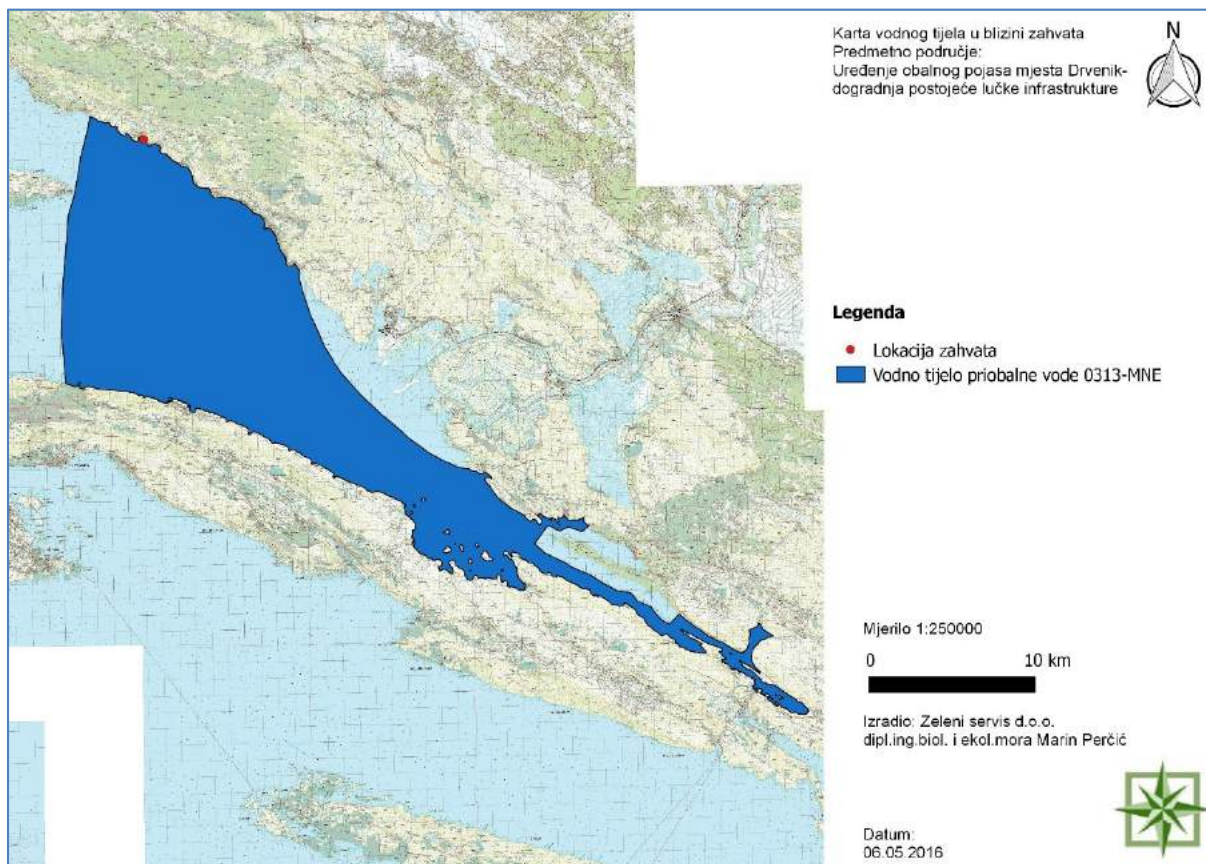 Karta vodnog tijela u blizini zahvata
Predmetno područje:
Uređenje obalnog pojasa mjesta Drvenik-
dogradnja postojeće lučke infrastrukture
N
Legenda
Lokacija zahvata
Vodno tijelo priobalne vode 0313-MNE
Mjerilo 1:250000
0 10 km
Izradio: Zeleni servis d.o.o.
dipl.ing.biol. i ekol.mora Marin Perčić
Datum:
06.05.2016